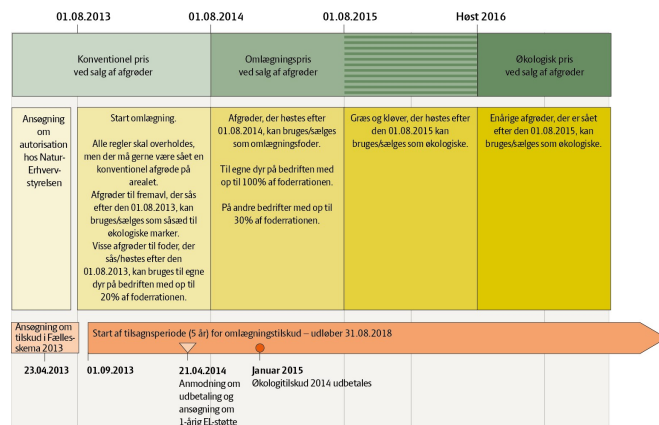 01.08.2013
01.08.2014
01.08.2015
Høst 2016
Konventionel pris
ved salg af afgrøder
Omlægningspris
ved salg af afgrøder
Økologisk pris
ved salg af afgrøder
Ansøgning
om
autorisation
hos Natur-
Erhverv-
styrelsen
Start omlægning.
Alle regler skal overholdes,
men der må gerne være sået en
konventionel afgrøde på
arealet.
Afgrøder til fremavl, der sås
efter den 01.08.2013, kan
bruges/sælges som såsæd til
økologiske marker.
Visse afgrøder til foder, der
sås/høstes efter den
01.08.2013, kan bruges til egne
dyr på bedriften med op til
20% af foderrationen.
Afgrøder, der høstes efter
01.08.2014, kan bruges/sælges
som omlægningsfoder.
Til egne dyr på bedriften med
op til 100% af foderrationen.
På andre bedrifter med op til
30% af foderrationen.
Græs og kløver, der høstes efter
den 01.08.2015 kan
bruges/sælges som økologiske.
Enårige afgrøder, der er sået
efter den 01.08.2015, kan
bruges/sælges som økologiske.
Ansøgning om
tilskud i Fælles-
skema 2013
Start af tilsagnsperiode (5 år) for omlægningstilskud – udløber 31.08.2018
23.04.2013
01.09.2013
21.04.2014
Anmodning om
udbetaling og
ansøgning om
1-årig EL-støtte
Januar 2015
Økologitilskud 2014 udbetales